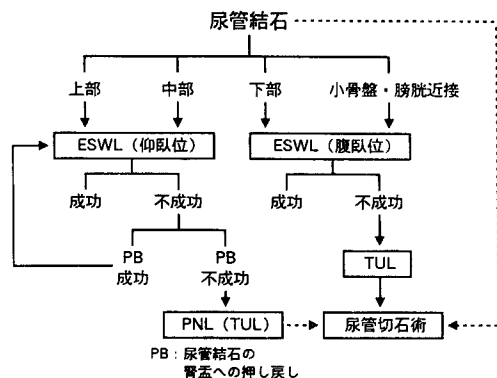 尿管結石
上部 中部 下部 小骨盤・膀胱近接
ESWL（仰臥位） ESWL（腹臥位）
成功 不成功 成功 不成功
PB PB
成功 不成功
TUL
PNL（TUL） 尿管切石術
PB：尿管結石の
腎盂への押し戻し